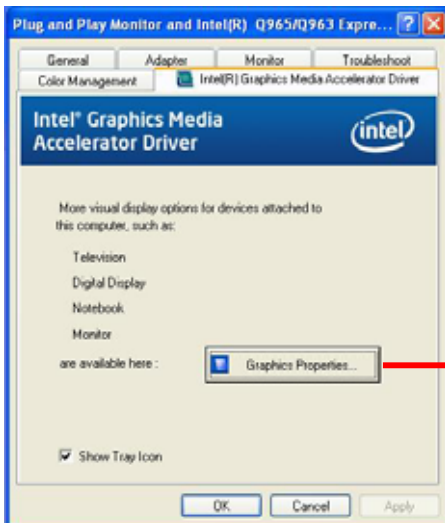 Plug and Play Monitor and Intel(R) Q965/Q963 Expre... ?
General Adapter Monitor Troubleshoot
Color Management Intel(R) Graphics Media Accelerator Driver
Intel® Graphics Media
Accelerator Driver
intel
More visual display options for devices attached to
this computer, such as:
Television
Digital Display
Notebook
Monitor
are available here : Graphics Properties...
Show Tray Icon
OK Cancel Apply